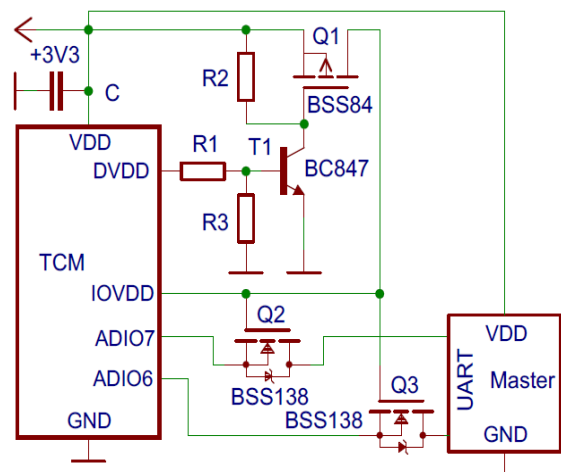 +3V3
C
Q1
R2
BSS84
VDD
R1
T1
DVDD
BC847
R3
TCM
IOVDD
Q2
ADIO7
VDD
ADIO6
BSS138
Q3
UART
Master
BSS138
GND
GND